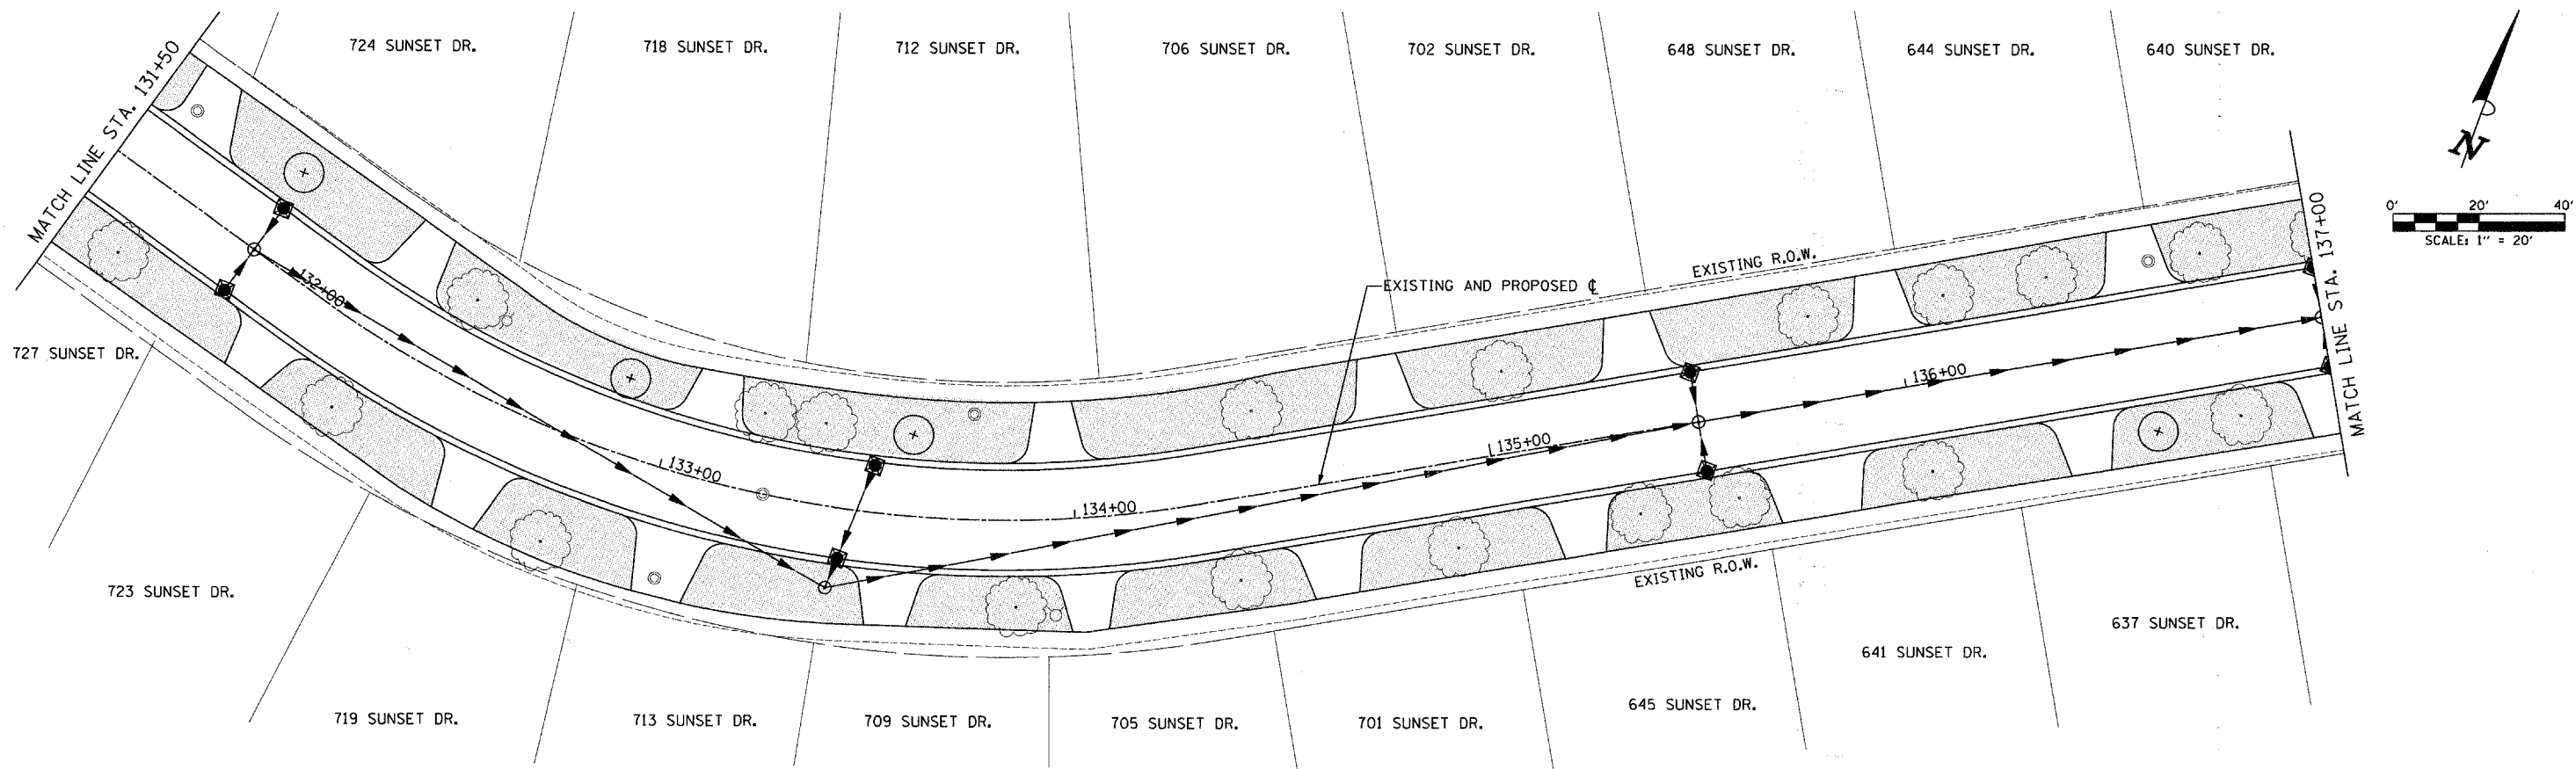 724 SUNSET DR.
718 SUNSET DR.
712 SUNSET DR.
706 SUNSET DR.
702 SUNSET DR.
648 SUNSET DR.
644 SUNSET DR.
640 SUNSET DR.
MATCH LINE STA. 131+50
N
0' 20' 40'
SCALE: 1" = 20'
MATCH LINE STA. 137+00
EXISTING R.O.W.
EXISTING AND PROPOSED ℄
132+00
133+00
134+00
135+00
136+00
EXISTING R.O.W.
727 SUNSET DR.
723 SUNSET DR.
719 SUNSET DR.
713 SUNSET DR.
709 SUNSET DR.
705 SUNSET DR.
701 SUNSET DR.
645 SUNSET DR.
641 SUNSET DR.
637 SUNSET DR.